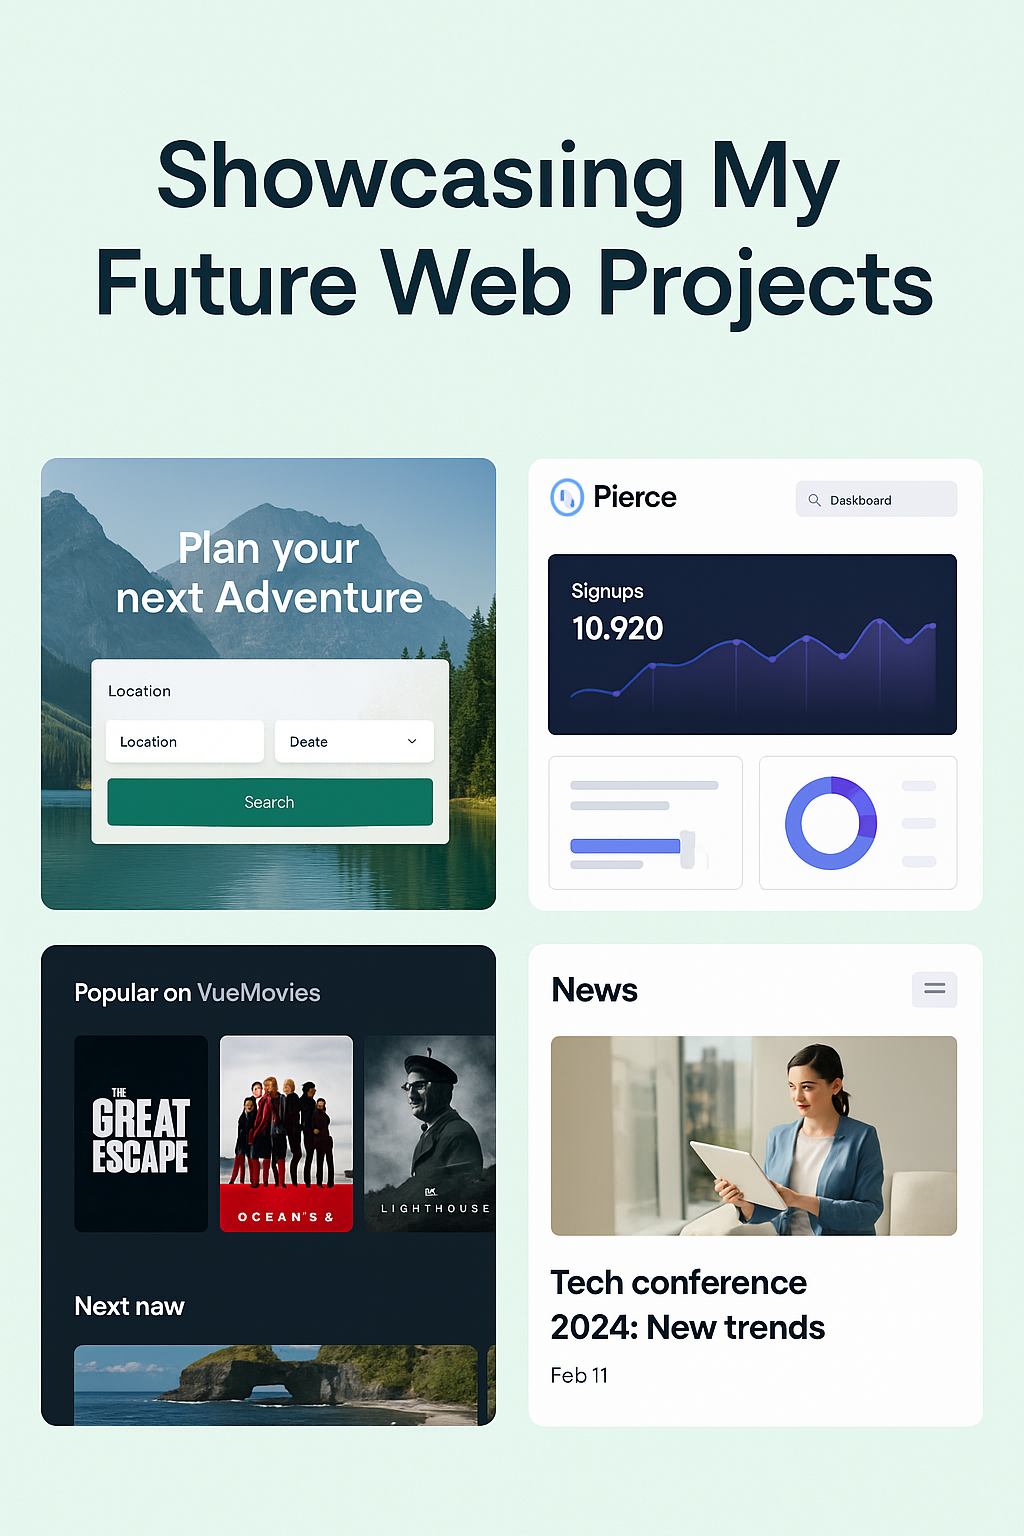 Showcasıing My
Future Web Projects
Plan your
next Adventure
Location
Location
Deate
Search
Pierce
Daskboard
Signups
10.920
Popular on VueMovies
THE
GREAT
ESCAPE
OCEAN"S &
LIGHTHOUSE
Next naw
News
Tech conference
2024: New trends
Feb 11